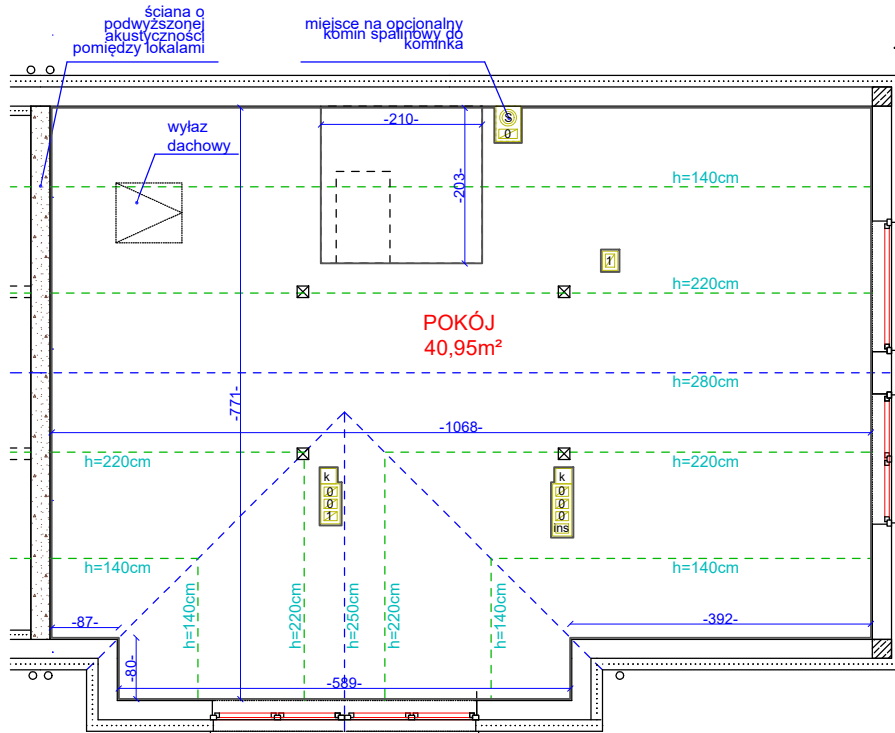 ściana o
podwyższonej
akustyczności
pomiędzy lokalami
miejsce na opcjonalny
komin spalinowy do
kominka
wyłaz
dachowy
-210-
S
0
-203-
h=140cm
1
h=220cm
POKÓJ
40,95m²
h=280cm
-771-
-1068-
h=220cm
h=220cm
k
0
0
1
k
0
0
0
ins
h=140cm
h=140cm
h=140cm
h=220cm
h=250cm
h=220cm
h=140cm
-87-
-392-
-80-
-589-